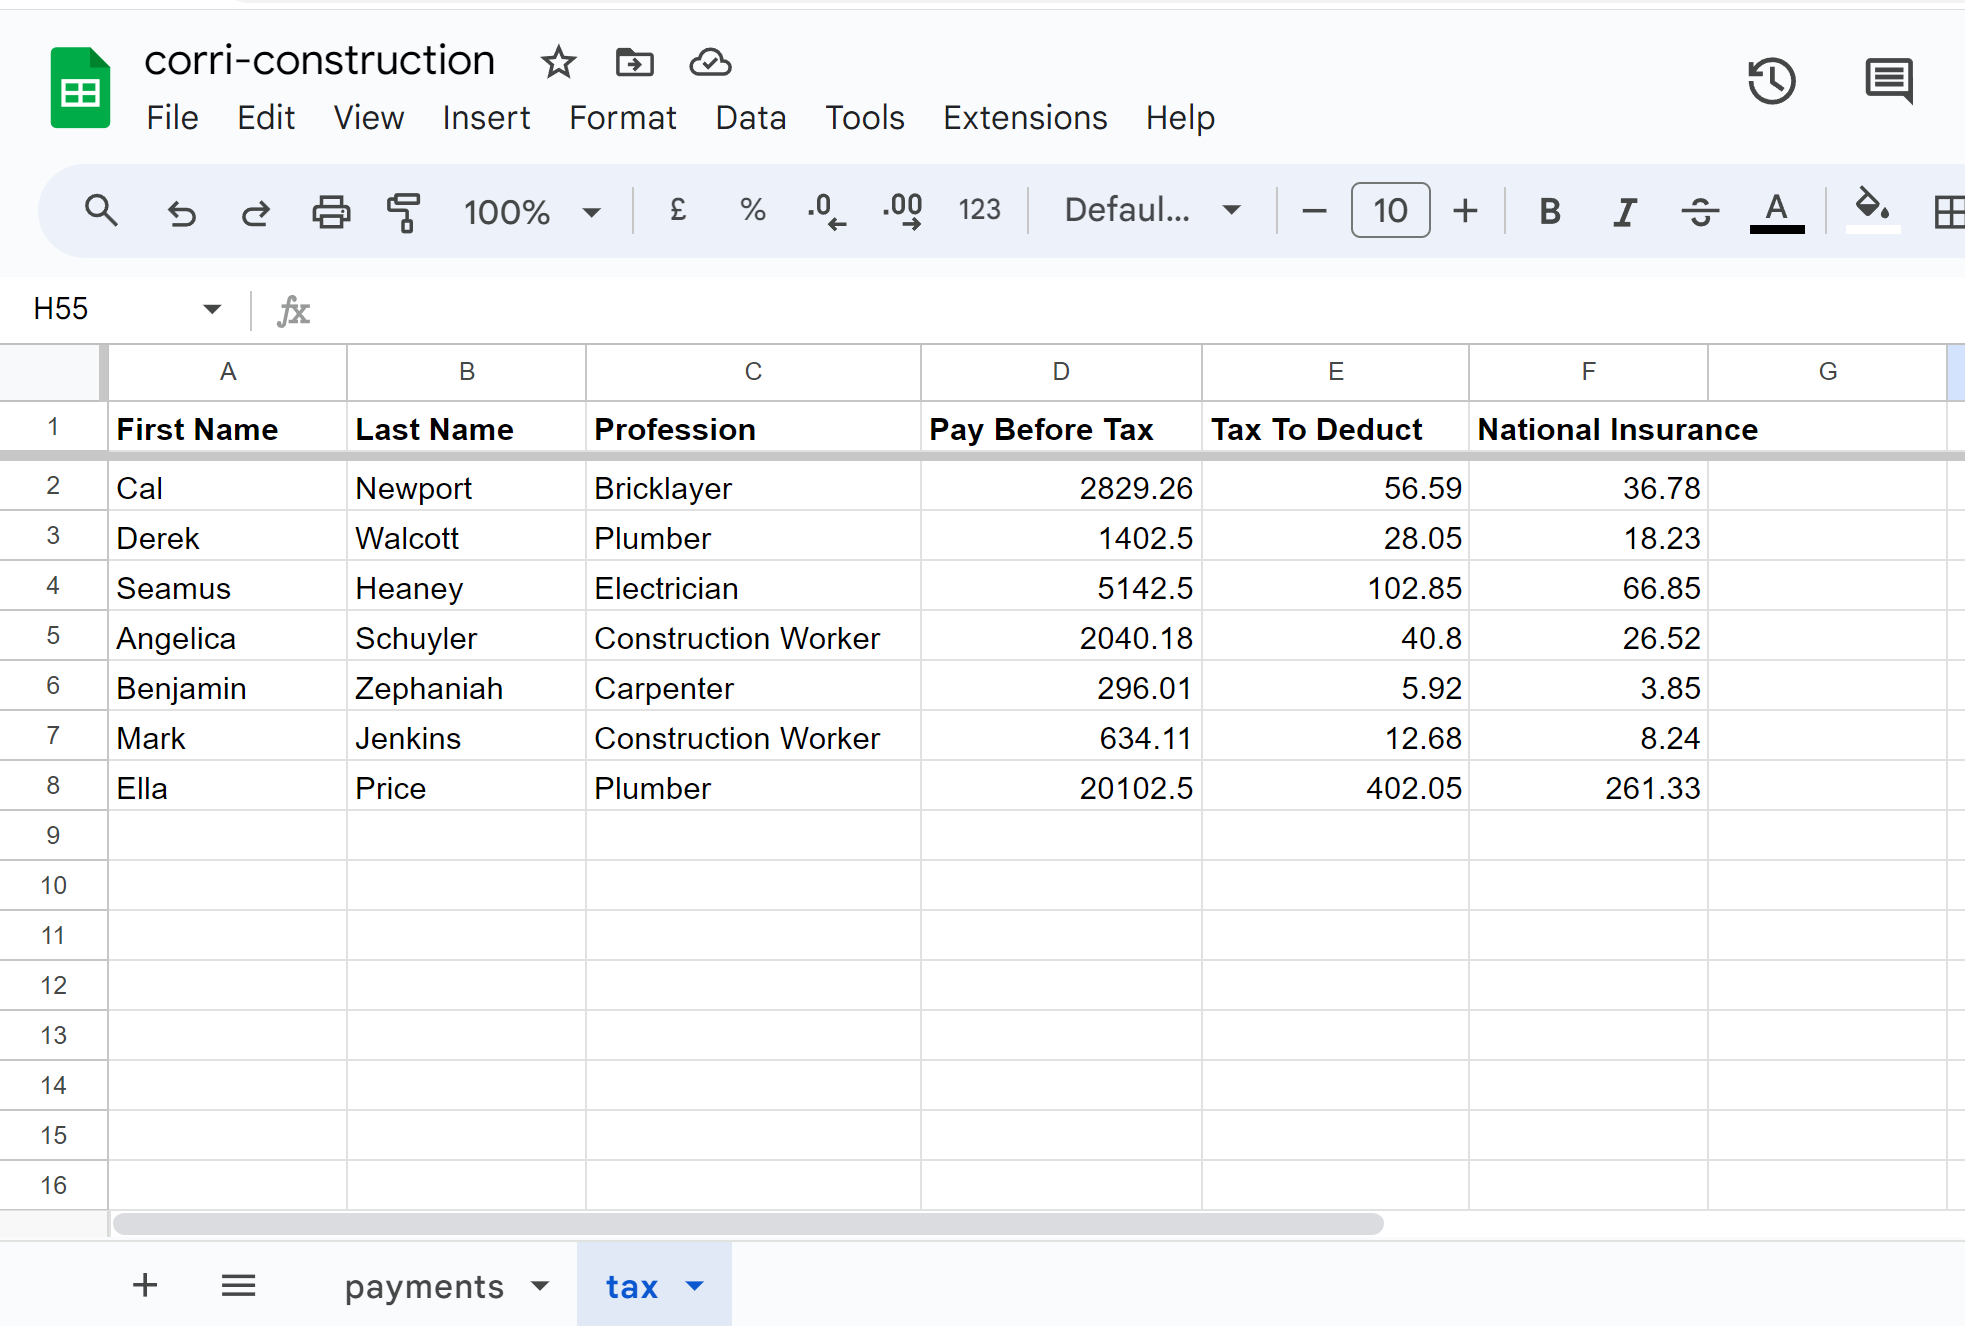 corri-construction
File Edit View Insert Format Data Tools Extensions Help
100% £ % .0 .00 123 Defaul... 10 B I S A
H55 fx
A B C D E F G
1 First Name Last Name Profession Pay Before Tax Tax To Deduct National Insurance
2 Cal Newport Bricklayer 2829.26 56.59 36.78
3 Derek Walcott Plumber 1402.5 28.05 18.23
4 Seamus Heaney Electrician 5142.5 102.85 66.85
5 Angelica Schuyler Construction Worker 2040.18 40.8 26.52
6 Benjamin Zephaniah Carpenter 296.01 5.92 3.85
7 Mark Jenkins Construction Worker 634.11 12.68 8.24
8 Ella Price Plumber 20102.5 402.05 261.33
9
10
11
12
13
14
15
16
payments tax